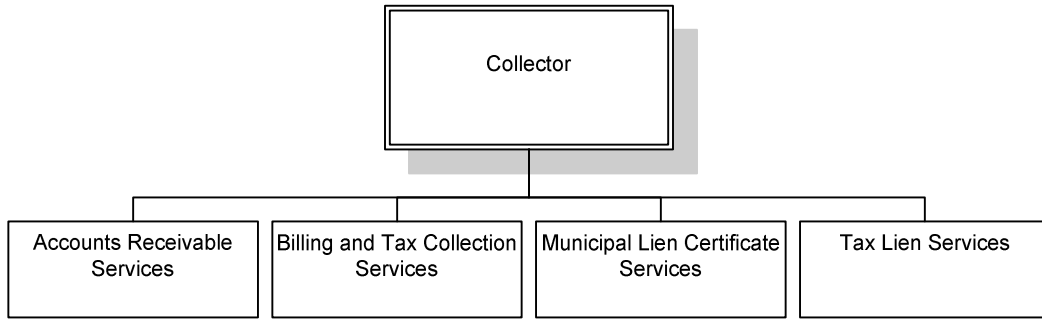 Collector
Accounts Receivable
Services
Billing and Tax Collection
Services
Municipal Lien Certificate
Services
Tax Lien Services